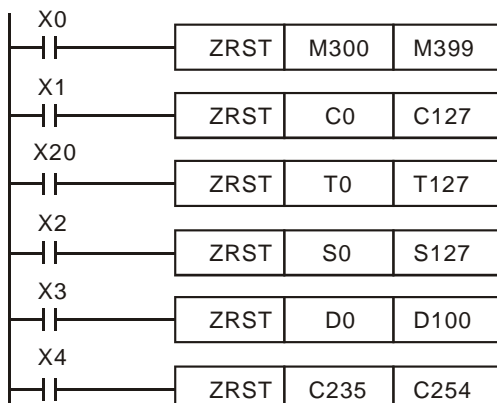 X0
ZRST M300 M399
X1
ZRST C0 C127
X20
ZRST T0 T127
X2
ZRST S0 S127
X3
ZRST D0 D100
X4
ZRST C235 C254